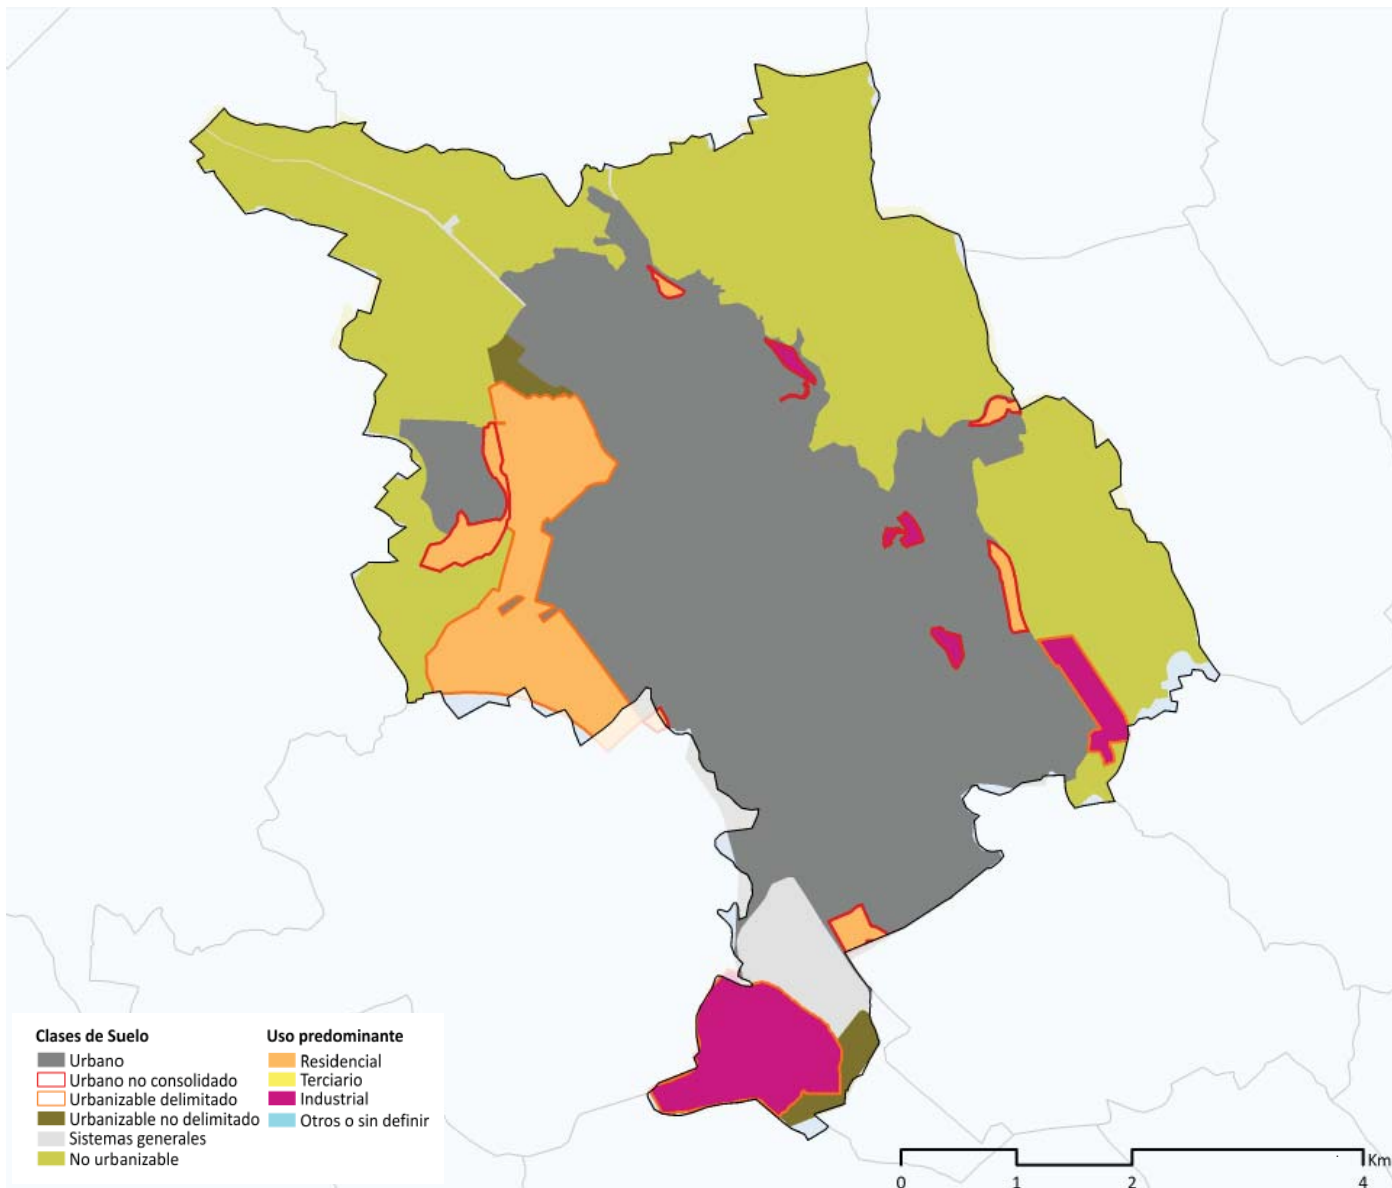 Clases de Suelo
Urbano
Urbano no consolidado
Urbanizable delimitado
Urbanizable no delimitado
Sistemas generales
No urbanizable
Uso predominante
Residencial
Terciario
Industrial
Otros o sin definir
Km
0 1 2 4